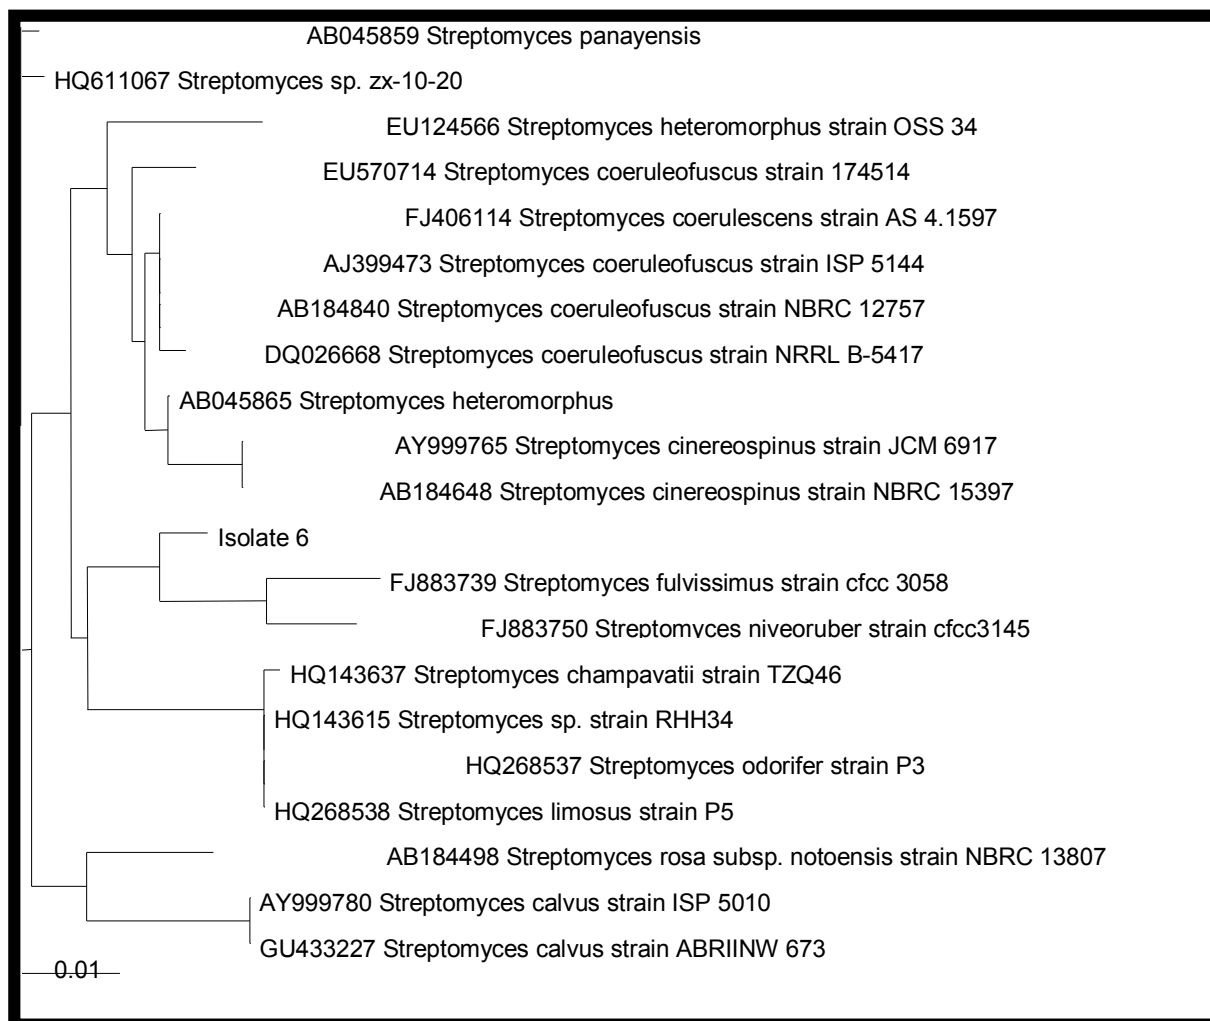 AB045859 Streptomyces panayensis
HQ611067 Streptomyces sp. zx-10-20
EU124566 Streptomyces heteromorphus strain OSS 34
EU570714 Streptomyces coeruleofuscus strain 174514
FJ406114 Streptomyces coerulescens strain AS 4.1597
AJ399473 Streptomyces coeruleofuscus strain ISP 5144
AB184840 Streptomyces coeruleofuscus strain NBRC 12757
DQ026668 Streptomyces coeruleofuscus strain NRRL B-5417
AB045865 Streptomyces heteromorphus
AY999765 Streptomyces cinereospinus strain JCM 6917
AB184648 Streptomyces cinereospinus strain NBRC 15397
Isolate 6
FJ883739 Streptomyces fulvissimus strain cfcc 3058
FJ883750 Streptomyces niveoruber strain cfcc3145
HQ143637 Streptomyces champavatii strain TZQ46
HQ143615 Streptomyces sp. strain RHH34
HQ268537 Streptomyces odorifer strain P3
HQ268538 Streptomyces limosus strain P5
AB184498 Streptomyces rosa subsp. notoensis strain NBRC 13807
AY999780 Streptomyces calvus strain ISP 5010
GU433227 Streptomyces calvus strain ABRIINW 673
0.01